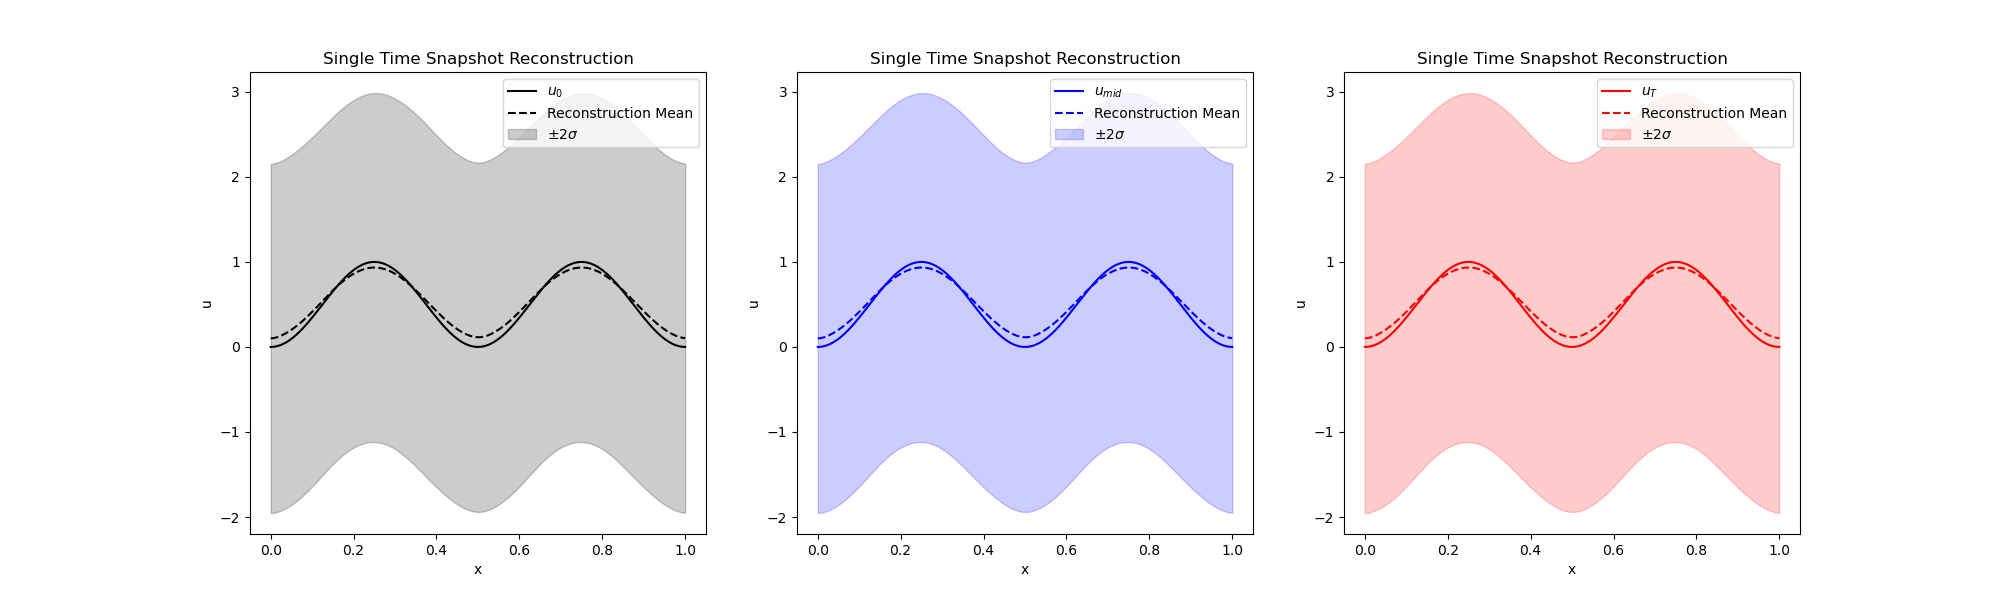 Single Time Snapshot Reconstruction
u
3
2
1
0
−1
−2
u₀
Reconstruction Mean
±2σ
0.0 0.2 0.4 0.6 0.8 1.0
x
Single Time Snapshot Reconstruction
u
3
2
1
0
−1
−2
u_mid
Reconstruction Mean
±2σ
0.0 0.2 0.4 0.6 0.8 1.0
x
Single Time Snapshot Reconstruction
u
3
2
1
0
−1
−2
u_T
Reconstruction Mean
±2σ
0.0 0.2 0.4 0.6 0.8 1.0
x